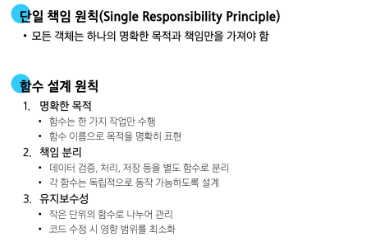 단일 책임 원칙(Single Responsibility Principle)
• 모든 객체는 하나의 명확한 목적과 책임만을 가져야 함
함수 설계 원칙
1. 명확한 목적
• 함수는 한 가지 작업만 수행
• 함수 이름으로 목적을 명확히 표현
2. 책임 분리
• 데이터 검증, 처리, 저장 등을 별도 함수로 분리
• 각 함수는 독립적으로 동작 가능하도록 설계
3. 유지보수성
• 작은 단위의 함수로 나누어 관리
• 코드 수정 시 영향 범위를 최소화